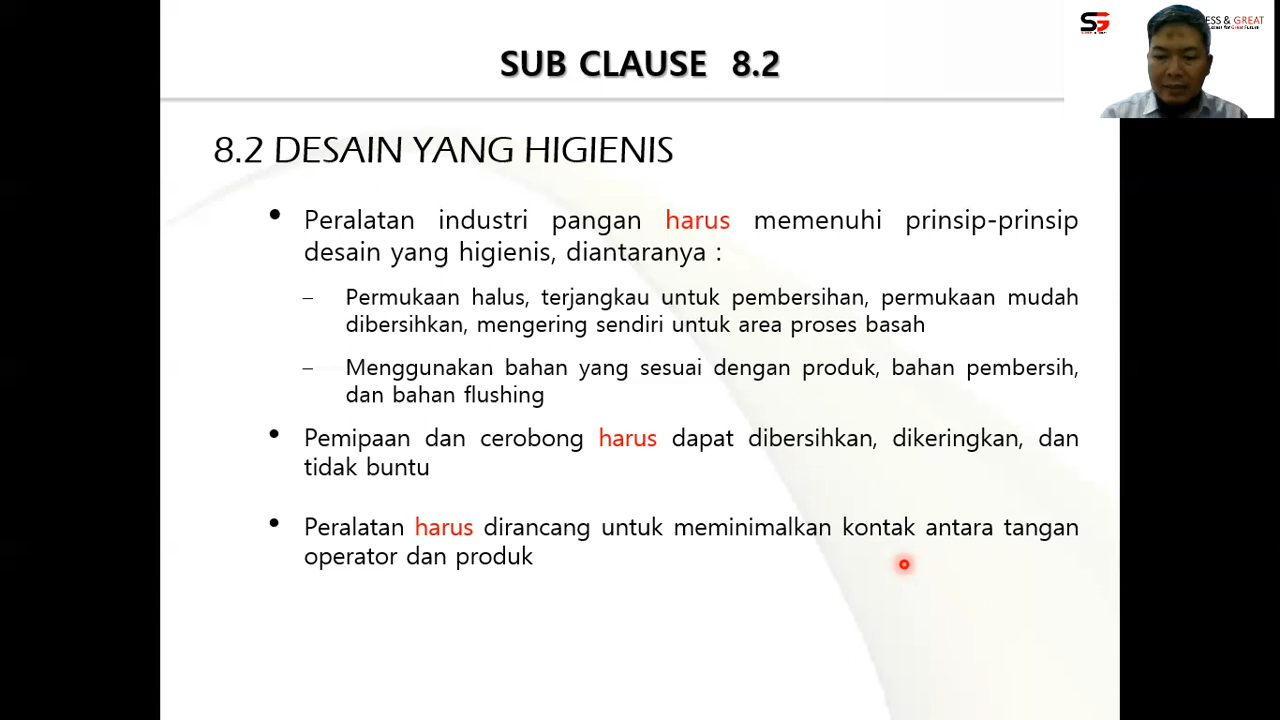 SG
ESS & GREAT
SUB CLAUSE 8.2
8.2 DESAIN YANG HIGIENIS
• Peralatan industri pangan harus memenuhi prinsip-prinsip
desain yang higienis, diantaranya :
– Permukaan halus, terjangkau untuk pembersihan, permukaan mudah
dibersihkan, mengering sendiri untuk area proses basah
– Menggunakan bahan yang sesuai dengan produk, bahan pembersih,
dan bahan flushing
• Pemipaan dan cerobong harus dapat dibersihkan, dikeringkan, dan
tidak buntu
• Peralatan harus dirancang untuk meminimalkan kontak antara tangan
operator dan produk